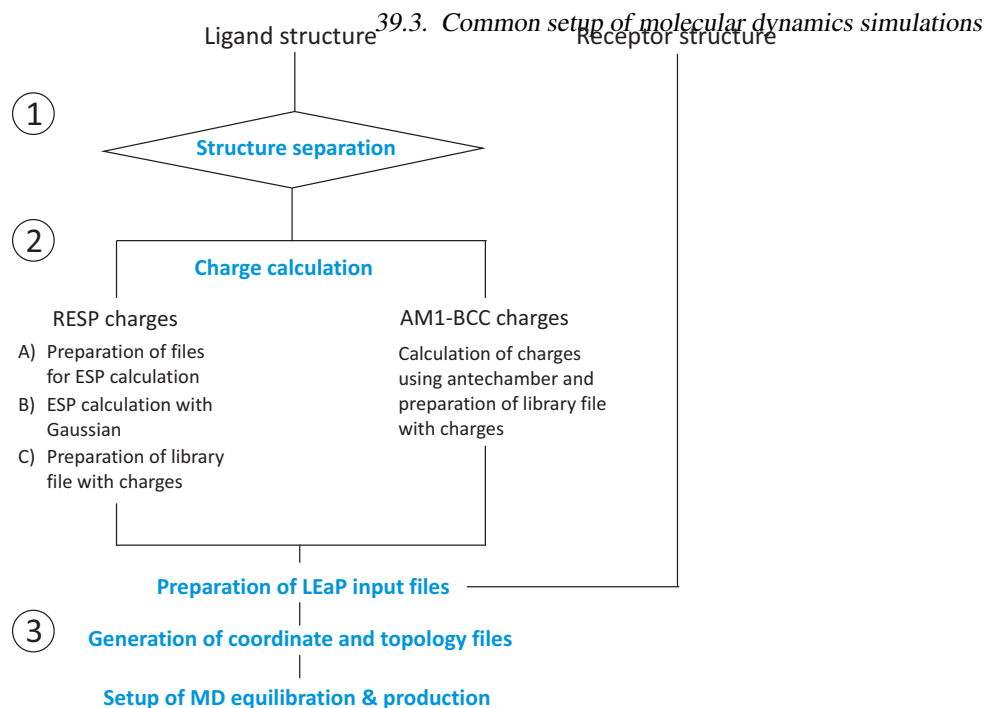 39.3. Common setup of molecular dynamics simulations
Ligand structure
Receptor structure
1
Structure separation
2
Charge calculation
RESP charges
A) Preparation of files
for ESP calculation
B) ESP calculation with
Gaussian
C) Preparation of library
file with charges
AM1-BCC charges
Calculation of charges
using antechamber and
preparation of library file
with charges
Preparation of LEaP input files
3
Generation of coordinate and topology files
Setup of MD equilibration & production